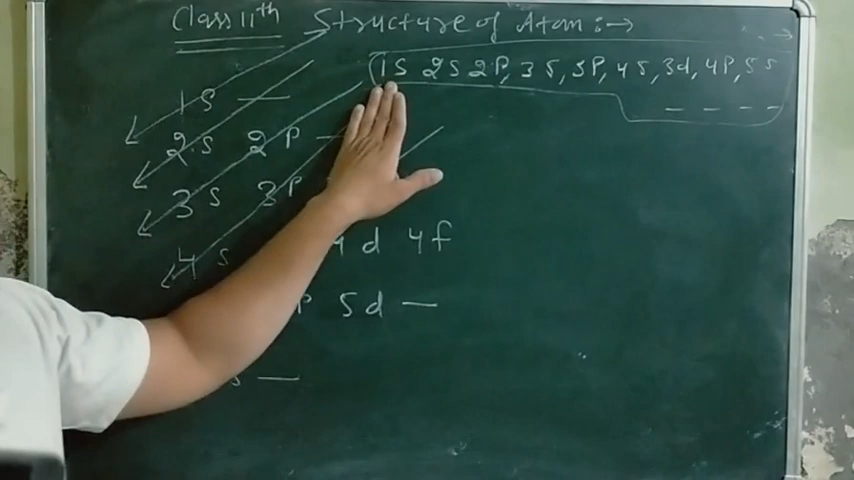 Class 11th Structure of Atom :→
1S 2S 2P, 3S, 3P, 4S, 3d, 4P, 5S
1S —
2S 2P —
3S 3P
4S 4d 4f
P 5d —
S —